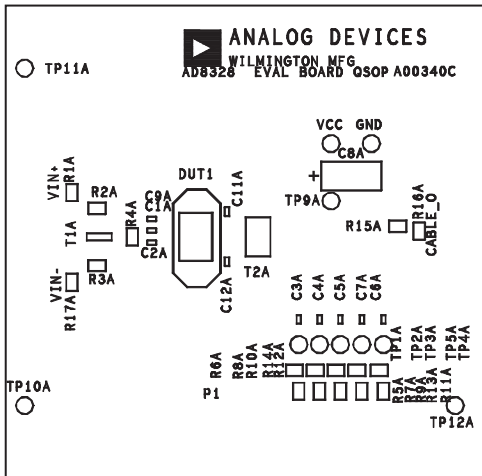 ANALOG DEVICES
WILMINGTON MFG
AD8328 EVAL BOARD QSOP A00340C
TP11A
VCC GND
C8A
+
TP9A
DUT1
C11A
C9A
C1A
C2A
C12A
VIN+
R1A
R2A
T1A
R4A
R3A
VIN-
R17A
T2A
R15A
R16A
CABLE_O
C3A
C4A
C5A
C7A
C6A
TP1A
TP2A
TP3A
TP5A
TP4A
R6A
R8A
R10A
R14A
R12A
P1
R5A
R7A
R9A
R13A
R11A
TP10A
TP12A